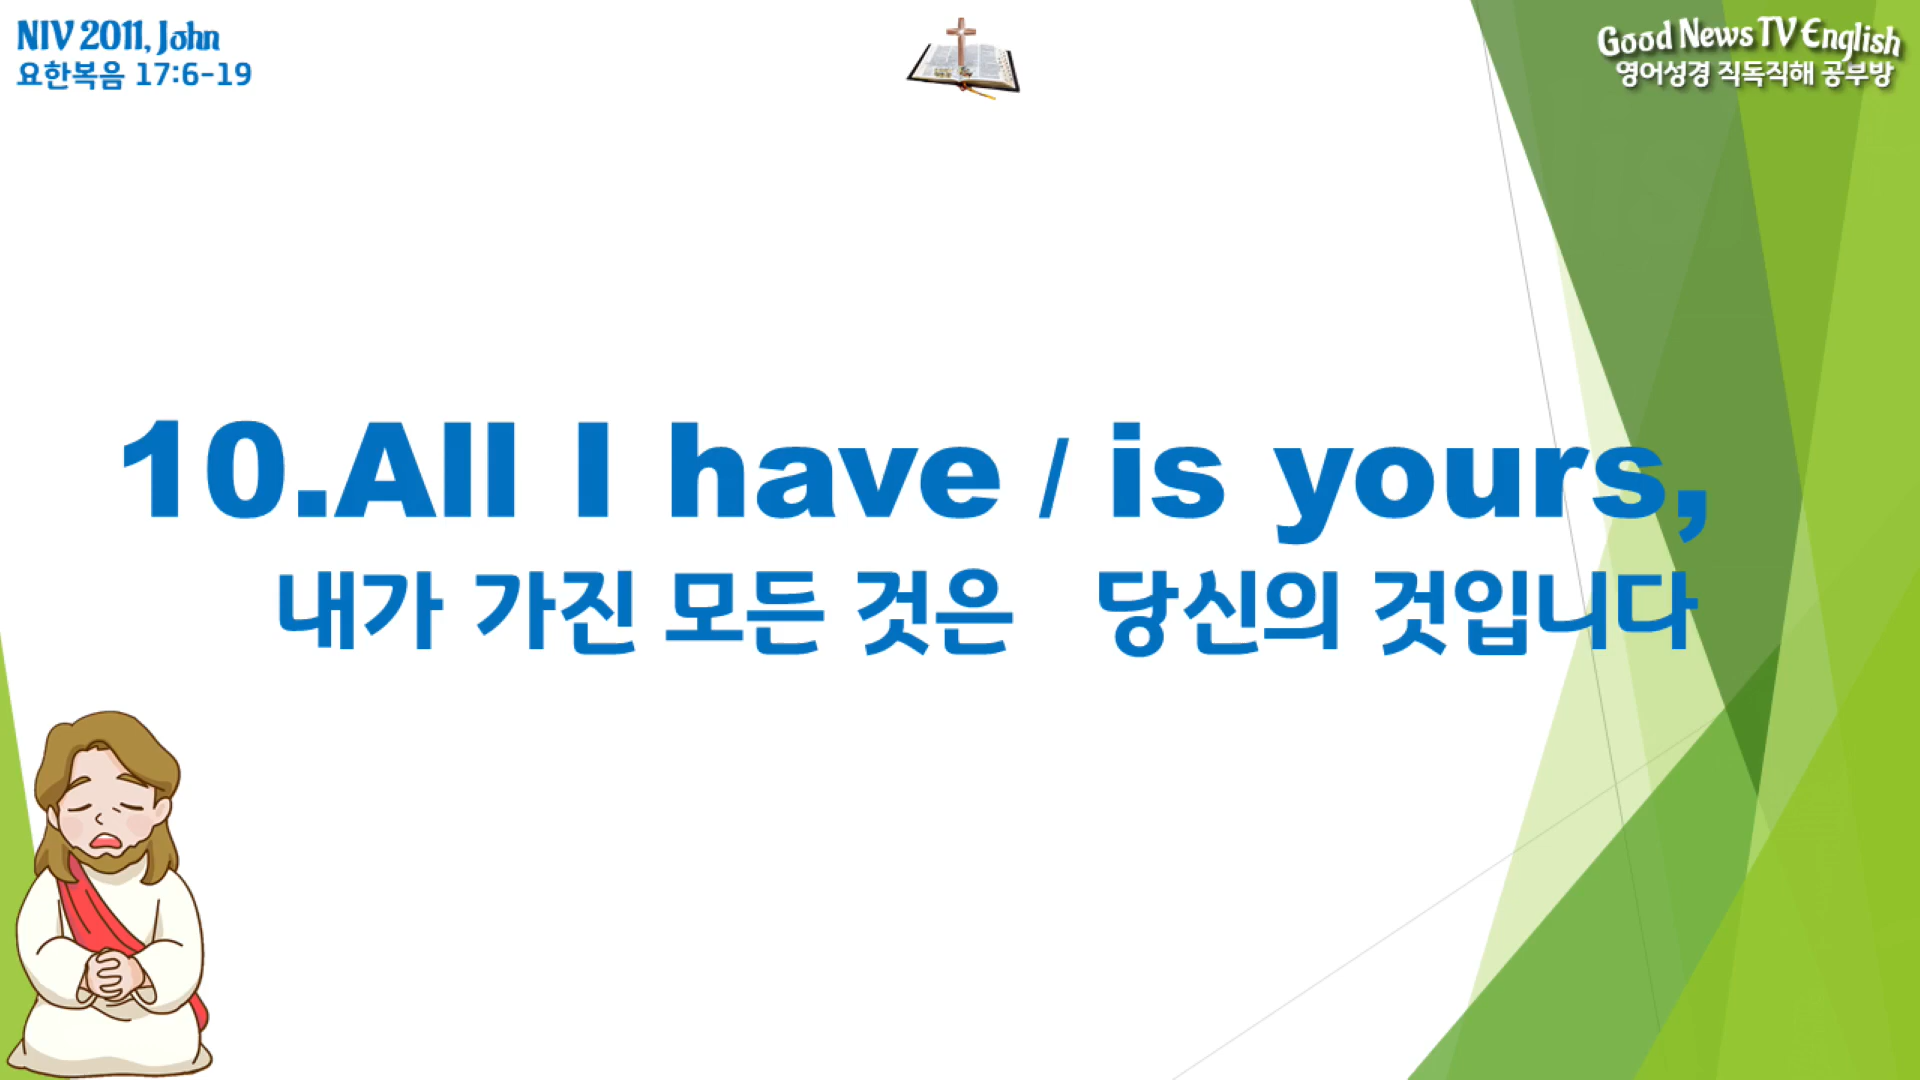 NIV 2011, John
요한복음 17:6-19
Good News TV English
영어성경 직독직해 공부방
10.All I have / is yours,
내가 가진 모든 것은 당신의 것입니다